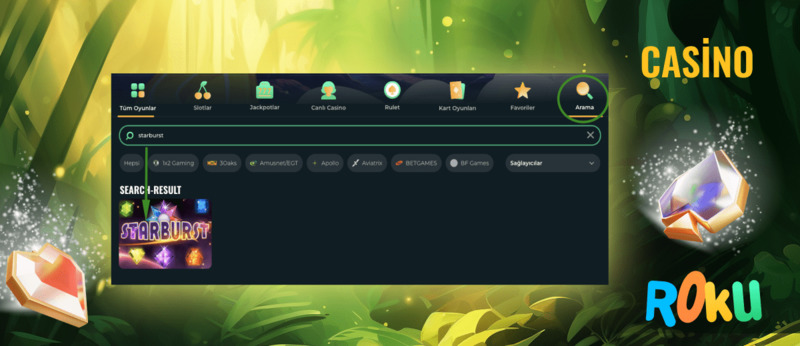 CASİNO
Tüm Oyunlar
Slotlar
Jackpotlar
Canlı Casino
Rulet
Kart Oyunları
Favoriler
Arama
starburst
Hepsi
1x2 Gaming
3Oaks
Amusnet/EGT
Apollo
Aviatrix
BETGAMES
BF Games
Sağlayıcılar
SEARCH-RESULT
STARBURST
ROKU